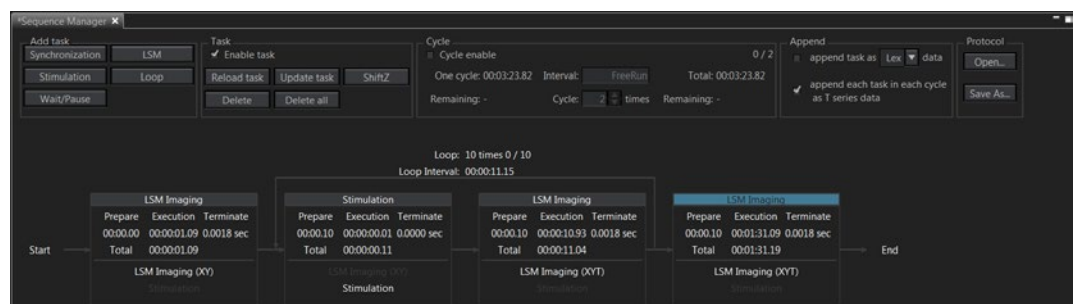 *Sequence Manager
Add task
Synchronization LSM
Stimulation Loop
Wait/Pause
Task
Enable task
Reload task Update task ShiftZ
Delete Delete all
Cycle
Cycle enable 0 / 2
One cycle: 00:03:23.82 Interval: FreeRun Total: 00:03:23.82
Remaining: - Cycle: 2 times Remaining: -
Append
append task as Lex data
append each task in each cycle
as T series data
Protocol
Open...
Save As...
Loop: 10 times 0 / 10
Loop Interval: 00:00:11.15
Start
LSM Imaging
Prepare Execution Terminate
00:00.00 00:00:01.09 0.0018 sec
Total 00:00:01.09
LSM Imaging (XY)
Stimulation
Stimulation
Prepare Execution Terminate
00:00.10 00:00:00.01 0.0000 sec
Total 00:00:00.11
LSM Imaging (XY)
Stimulation
LSM Imaging
Prepare Execution Terminate
00:00.10 00:00:10.93 0.0018 sec
Total 00:00:11.04
LSM Imaging (XYT)
Stimulation
LSM Imaging
Prepare Execution Terminate
00:00.10 00:01:31.09 0.0018 sec
Total 00:01:31.19
LSM Imaging (XYT)
Stimulation
End